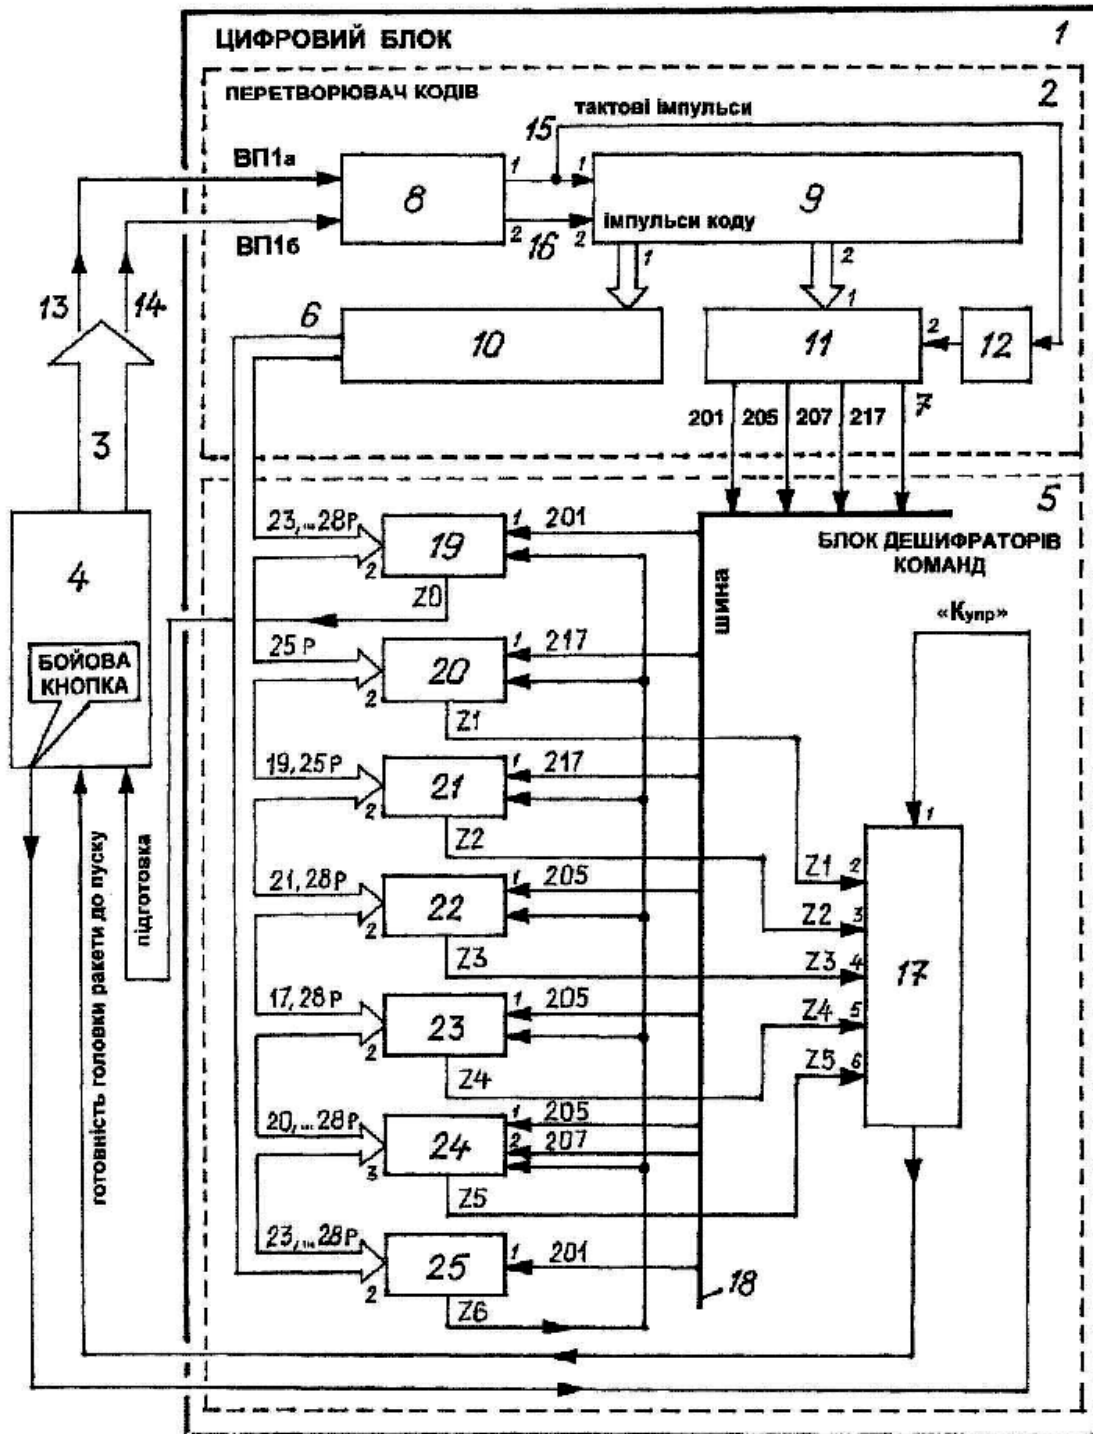 ЦИФРОВИЙ БЛОК 1
ПЕРЕТВОРЮВАЧ КОДІВ 2
15 тактові імпульси
ВП1а
1 1
8 9
імпульси коду
ВП1б
2 16 2
1 2
13 14
6 1
10 11 2 12
3
201 205 207 217 7
5
23,...28Р 19 1 201
2
БЛОК ДЕШИФРАТОРІВ
КОМАНД
4
Z0
шина
«Купр»
25Р 20 1 217
2
БОЙОВА
КНОПКА
Z1
19,25Р 21 1 217
2
Z2
1
підготовка
готовність головки ракети до пуску
21,28Р 22 1 205
2
Z1 2
Z2 3
Z3 Z3 4
17
17,28Р 23 1 205
2
Z4 5
Z4
Z5 6
20,...28Р 24 1 205
2 207
3
Z5
23,...28Р 25 1 201
2
18
Z6